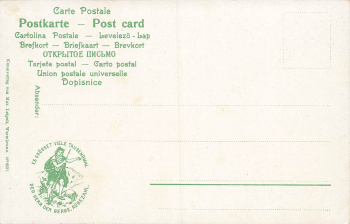 Carte Postale
Postkarte — Post card
Cartolina Postale — Levelező-Lap
Brefkort — Briefkaart — Brevkort
ОТКРЫТОЕ ПИСЬМО
Tarjeta postal — Carto postal
Union postale universelle
Dopisnice
Absender:
ES GRÜSSET VIELE TAUSENDMAL
DER HERR DER BERGE, RÜBEZAHL